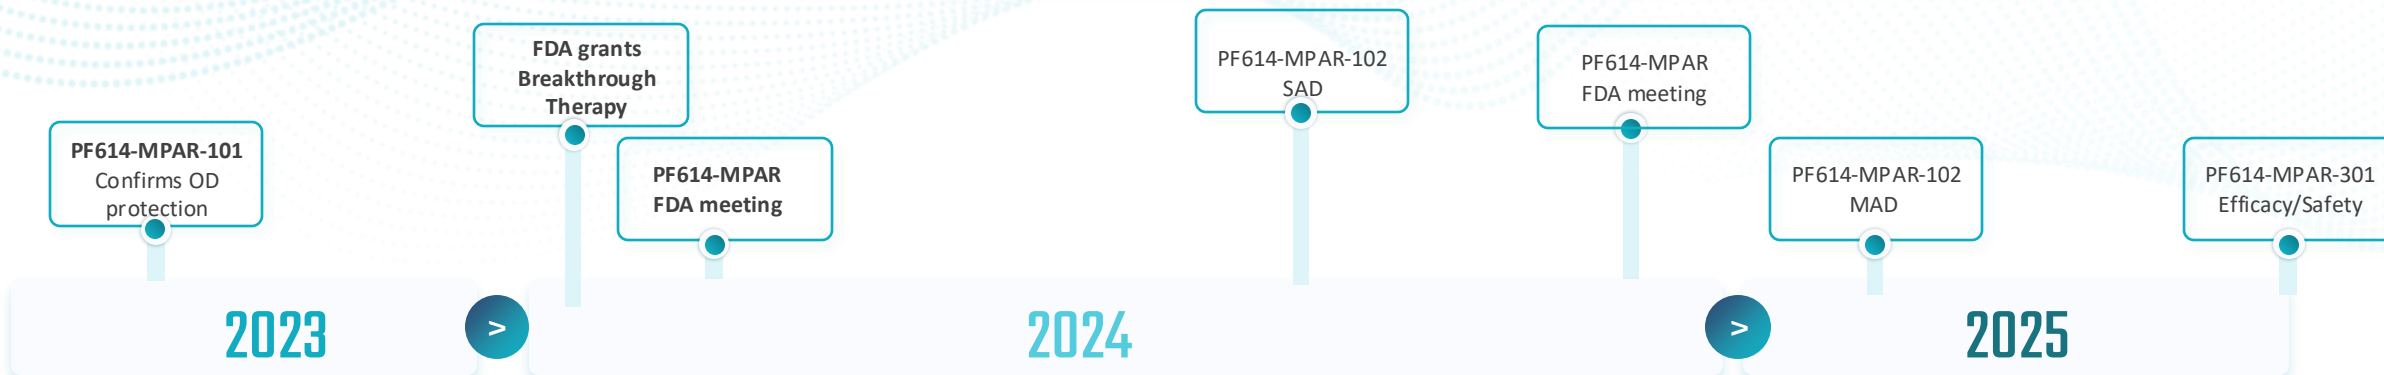 PF614-MPAR-101
Confirms OD
protection
FDA grants
Breakthrough
Therapy
PF614-MPAR
FDA meeting
PF614-MPAR-102
SAD
PF614-MPAR
FDA meeting
PF614-MPAR-102
MAD
PF614-MPAR-301
Efficacy/Safety
2023
>
2024
>
2025